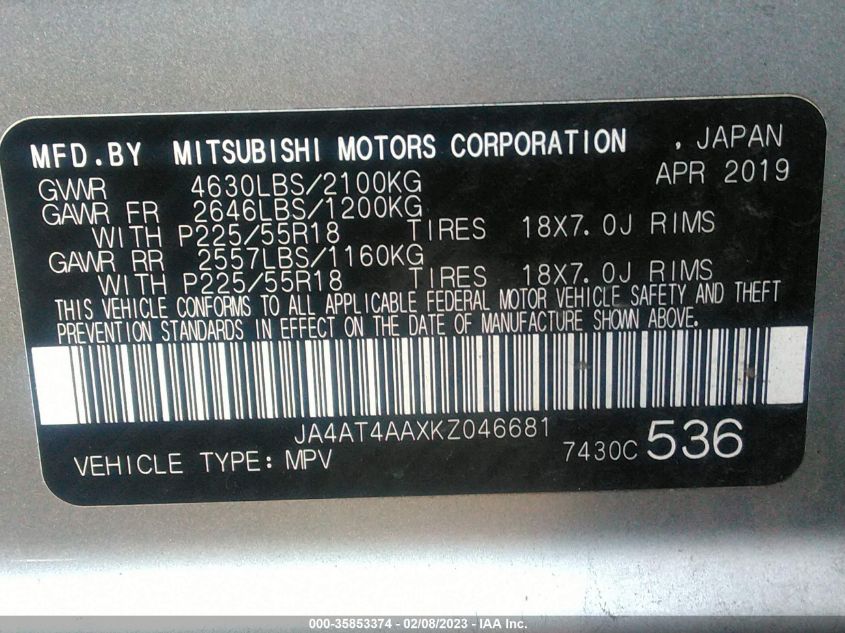 MFD.BY MITSUBISHI MOTORS CORPORATION , JAPAN
GVWR 4630LBS/2100KG APR 2019
GAWR FR 2646LBS/1200KG
WITH P225/55R18 TIRES 18X7.0J RIMS
GAWR RR 2557LBS/1160KG
WITH P225/55R18 TIRES 18X7.0J RIMS
THIS VEHICLE CONFORMS TO ALL APPLICABLE FEDERAL MOTOR VEHICLE SAFETY AND THEFT
PREVENTION STANDARDS IN EFFECT ON THE DATE OF MANUFACTURE SHOWN ABOVE.
JA4AT4AAXKZ046681
VEHICLE TYPE: MPV 7430C 536
000-35853374 - 02/08/2023 - © IAA Inc.